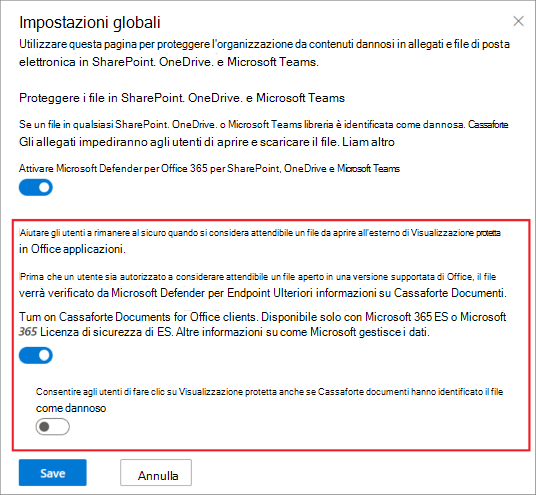 Impostazioni globali
Utilizzare questa pagina per proteggere l'organizzazione da contenuti dannosi in allegati e file di posta
elettronica in SharePoint. OneDrive. e Microsoft Teams.
Proteggere i file in SharePoint. OneDrive. e Microsoft Teams
Se un file in qualsiasi SharePoint. OneDrive. o Microsoft Teams libreria è identificata come dannosa. Cassaforte
Gli allegati impediranno agli utenti di aprire e scaricare il file. Liam altro
Attivare Microsoft Defender per Office 365 per SharePoint, OneDrive e Microsoft Teams
Aiutare gli utenti a rimanere al sicuro quando si considera attendibile un file da aprire all'esterno di Visualizzazione protetta
in Office applicazioni.
Prima che un utente sia autorizzato a considerare attendibile un file aperto in una versione supportata di Office, il file
verrà verificato da Microsoft Defender per Endpoint Ulteriori informazioni su Cassaforte Documenti.
Tum on Cassaforte Documents for Office clients. Disponibile solo con Microsoft 365 ES o Microsoft
365 Licenza di sicurezza di ES. Altre informazioni su come Microsoft gestisce i dati.
Consentire agli utenti di fare clic su Visualizzazione protetta anche se Cassaforte documenti hanno identificato il file
come dannoso
Save
Annulla